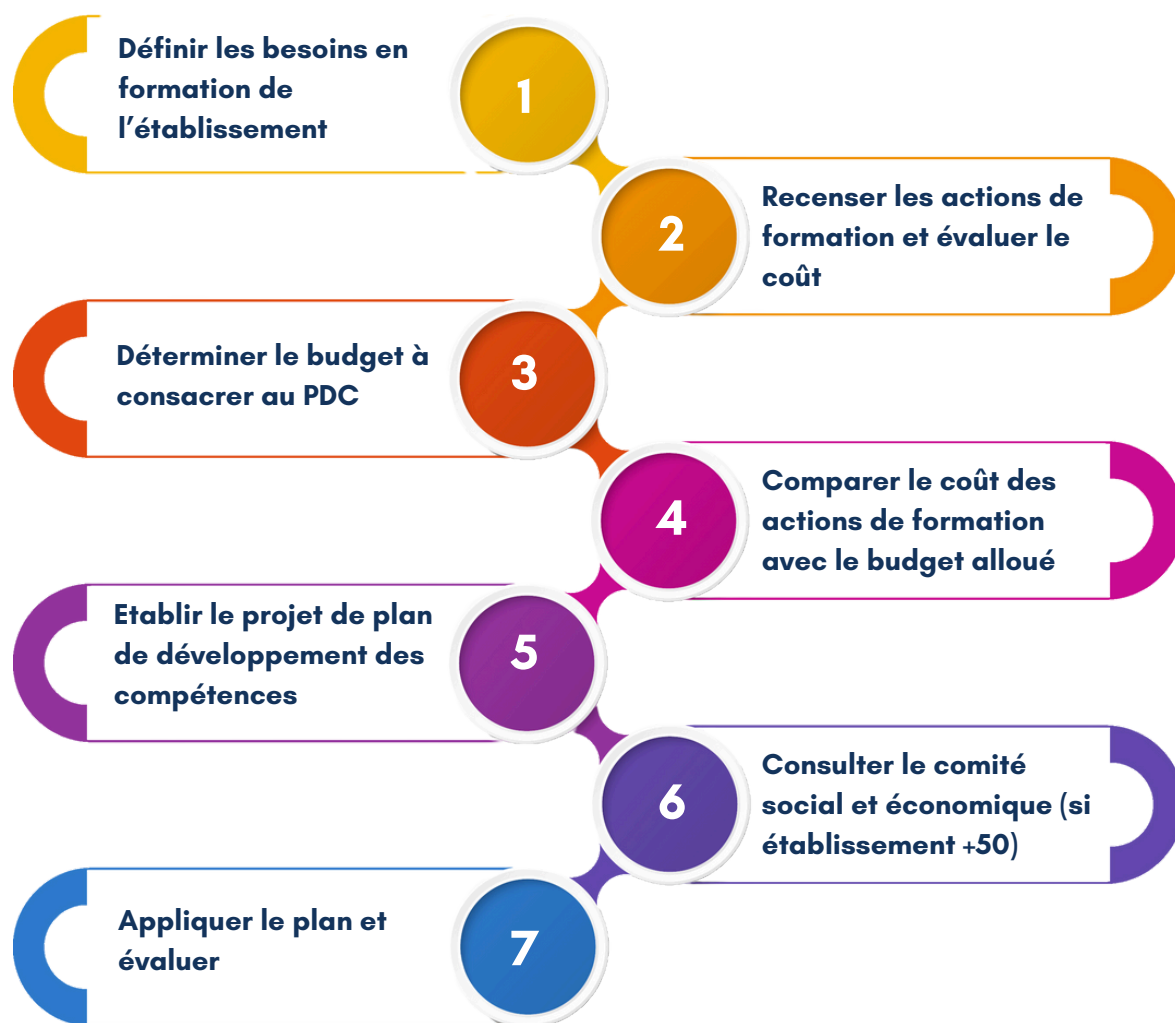 Définir les besoins en
formation de
l’établissement
1
2
Recenser les actions de
formation et évaluer le
coût
Déterminer le budget à
consacrer au PDC
3
4
Comparer le coût des
actions de formation
avec le budget alloué
Etablir le projet de plan
de développement des
compétences
5
6
Consulter le comité
social et économique (si
établissement +50)
Appliquer le plan et
évaluer
7